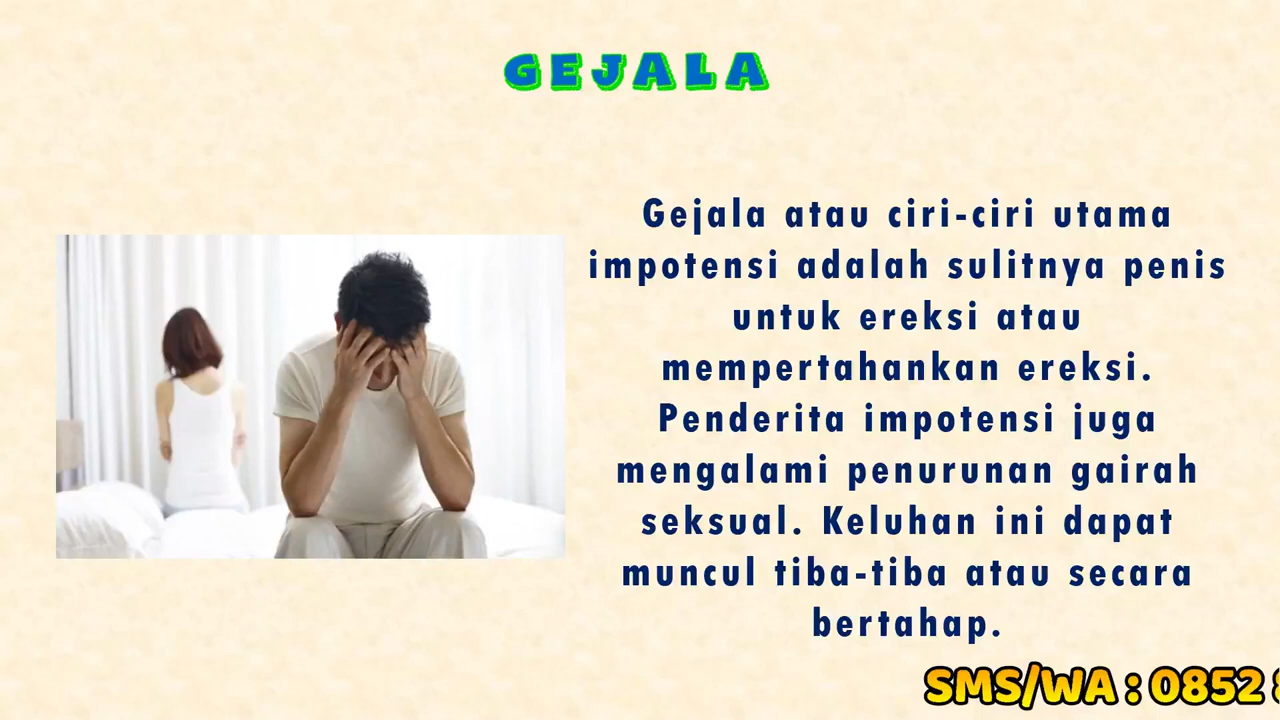 GEJALA
Gejala atau ciri-ciri utama
impotensi adalah sulitnya penis
untuk ereksi atau
mempertahankan ereksi.
Penderita impotensi juga
mengalami penurunan gairah
seksual. Keluhan ini dapat
muncul tiba-tiba atau secara
bertahap.
SMS/WA : 0852